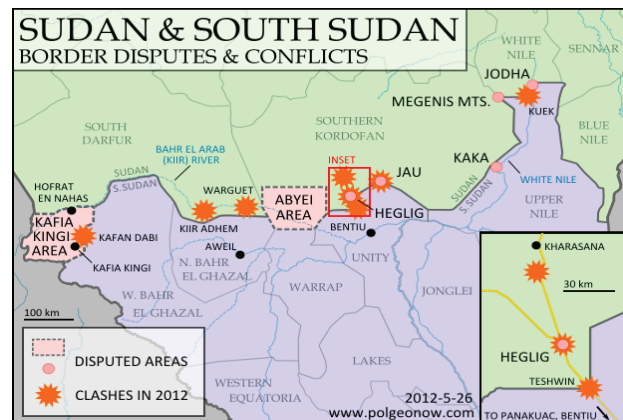 SUDAN & SOUTH SUDAN
BORDER DISPUTES & CONFLICTS
WHITE
NILE
SENNAR
JODHA
MEGENIS MTS.
KUEK
SOUTHERN
KORDOFAN
SOUTH
DARFUR
BLUE
NILE
BAHR EL ARAB
(KIIR) RIVER
INSET
JAU
KAKA
SUDAN
S. SUDAN
SUDAN
S. SUDAN
WHITE NILE
HOFRAT
EN NAHAS
WARGUET
ABYEI
AREA
UPPER
NILE
KAFIA
KINGI
AREA
KAFAN DABI
KIIR ADHEM
HEGLIG
BENTIU
KAFIA KINGI
AWEIL
N. BAHR
EL GHAZAL
UNITY
KHARASANA
WARRAP
JONGLEI
30 km
W. BAHR
EL GHAZAL
100 km
DISPUTED AREAS
CLASHES IN 2012
LAKES
WESTERN
EQUATORIA
HEGLIG
TESHWIN
2012-5-26
www.polgeonow.com
TO PANAKUAC, BENTIU